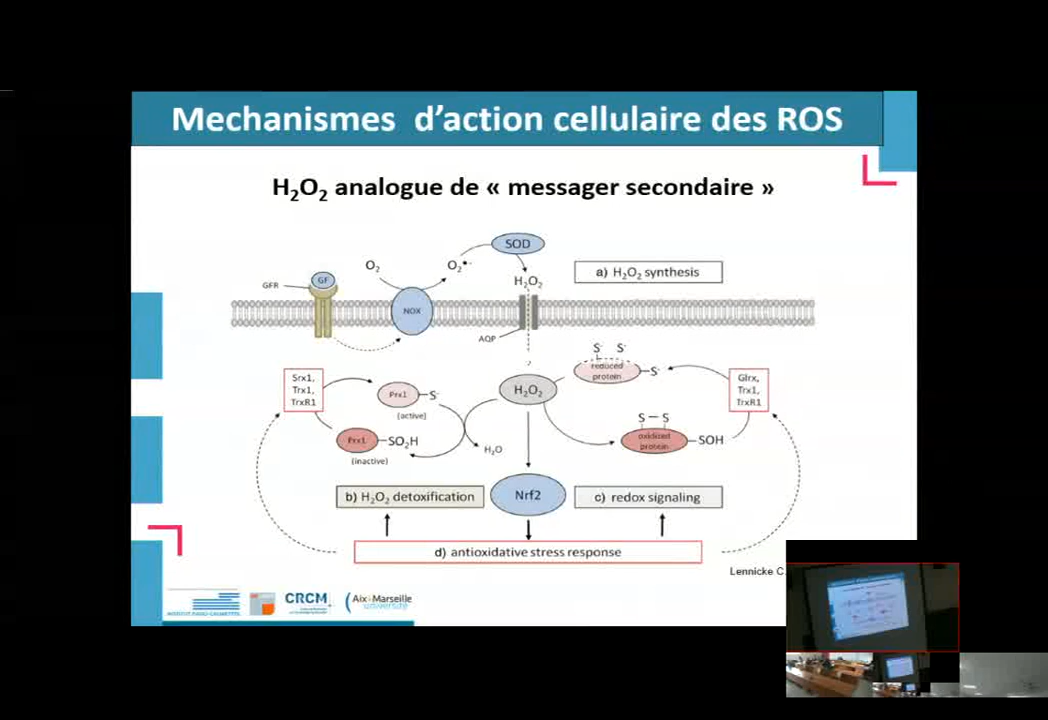 Mechanismes d'action cellulaire des ROS
H₂O₂ analogue de « messager secondaire »
SOD
O₂
O₂•-
GF
GFR
H₂O₂
a) H₂O₂ synthesis
NOX
AQP
S- S-
reduced
protein
S-
Srx1,
Trx1,
TrxR1
Prx1
S-
(active)
H₂O₂
Glrx,
Trx1,
TrxR1
S – S
oxidized
protein
SOH
Prx1
SO₂H
(inactive)
H₂O
b) H₂O₂ detoxification
Nrf2
c) redox signaling
d) antioxidative stress response
Lennicke C.
CRCM
Aix*Marseille
université